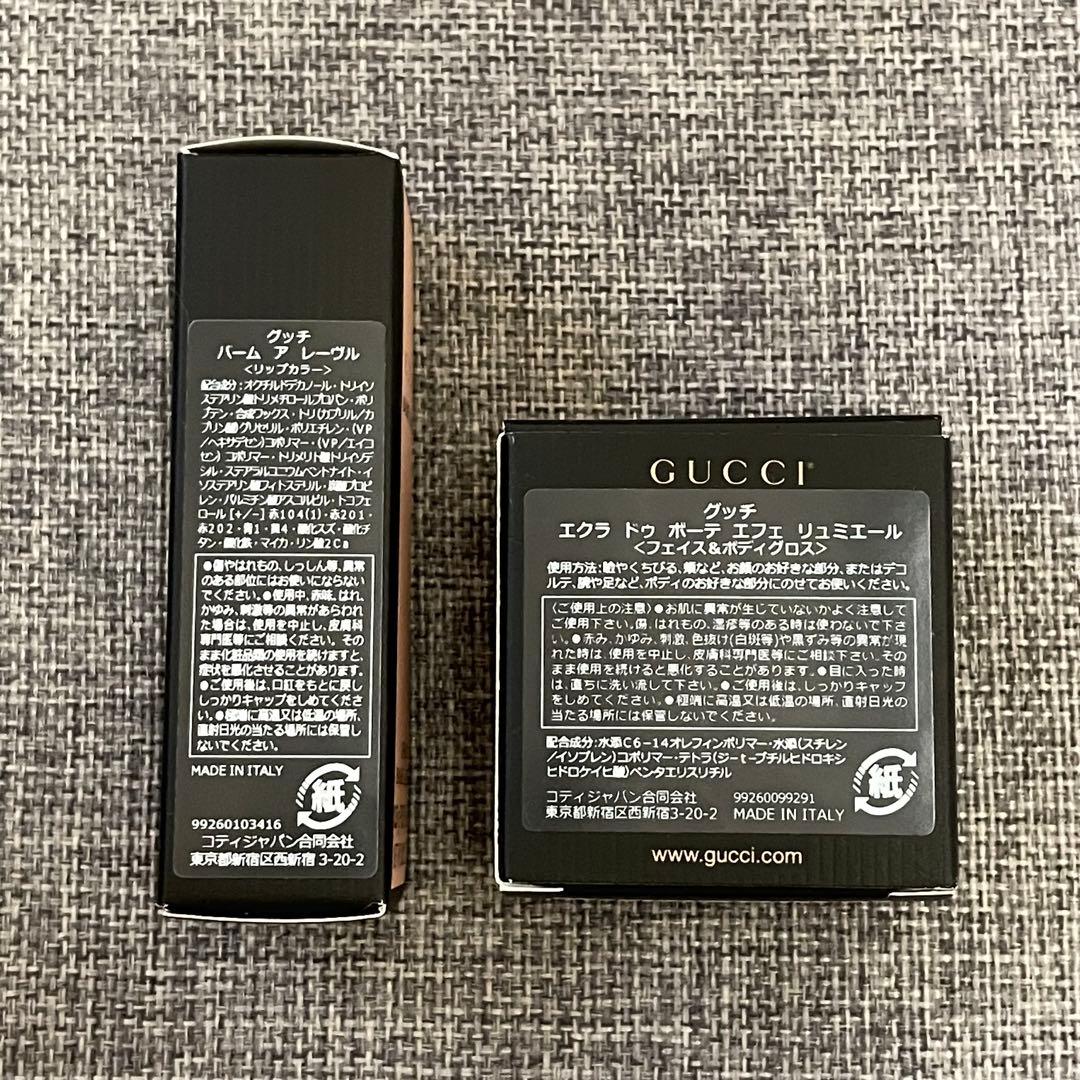 グッチ
バーム ア レーヴル
<リップカラー>
配合成分:オクチルドデカノール・トリイソ
ステアリン酸トリメチロールプロパン・ポリ
ブテン・合成ワックス・トリ(カプリル/カ
プリン酸)グリセリル・ポリエチレン・(VP
/ヘキサデセン)コポリマー・(VP/エイコ
セン)コポリマー・トリメリト酸トリイソデ
シル・ステアラルコニウムベントナイト・イ
ソステアリン酸フィトステリル・炭酸プロピ
レン・パルミチン酸アスコルビル・トコフェ
ロール[+/-]赤104(1)・赤201・
赤202・青1・黄4・酸化スズ・酸化チ
タン・酸化鉄・マイカ・リン酸2Ca
●傷やはれもの、しっしん等、異常
のある部位にはお使いにならない
でください。●使用中、赤味、はれ、
かゆみ、刺激等の異常があらわれ
た場合は、使用を中止し、皮膚科
専門医等にご相談ください。その
まま化粧品類の使用を続けますと、
症状を悪化させることがあります。
●ご使用後は、口紅をもとに戻し
しっかりキャップをしめてくださ
い。●極端に高温又は低温の場所、
直射日光の当たる場所には保管し
ないでください。
MADE IN ITALY
紙
99260103416
コティジャパン合同会社
東京都新宿区西新宿3-20-2
GUCCI
グッチ
エクラ ドゥ ボーテ エフェ リュミエール
<フェイス&ボディグロス>
使用方法:瞼やくちびる、頬など、お顔のお好きな部分、またはデコ
ルテ、腕や足など、ボディのお好きな部分にのせてお使いください。
〈ご使用上の注意〉●お肌に異常が生じていないかよく注意して
ご使用下さい。傷、はれもの、湿疹等のある時は使わないで下さ
い。●赤み、かゆみ、刺激、色抜け(白斑等)や黒ずみ等の異常が現
れた時は、使用を中止し、皮膚科専門医等にご相談下さい。その
まま使用を続けると悪化することがあります。●目に入った時
は、直ちに洗い流して下さい。●ご使用後は、しっかりキャップ
をしめてください。●極端に高温又は低温の場所、直射日光の
当たる場所には保管しないでください。
配合成分:水添C6-14オレフィンポリマー・水添(スチレン
/イソプレン)コポリマー・テトラ(ジ-t-ブチルヒドロキシ
ヒドロケイヒ酸)ペンタエリスリチル
コティジャパン合同会社 99260099291
東京都新宿区西新宿3-20-2 MADE IN ITALY
紙
www.gucci.com